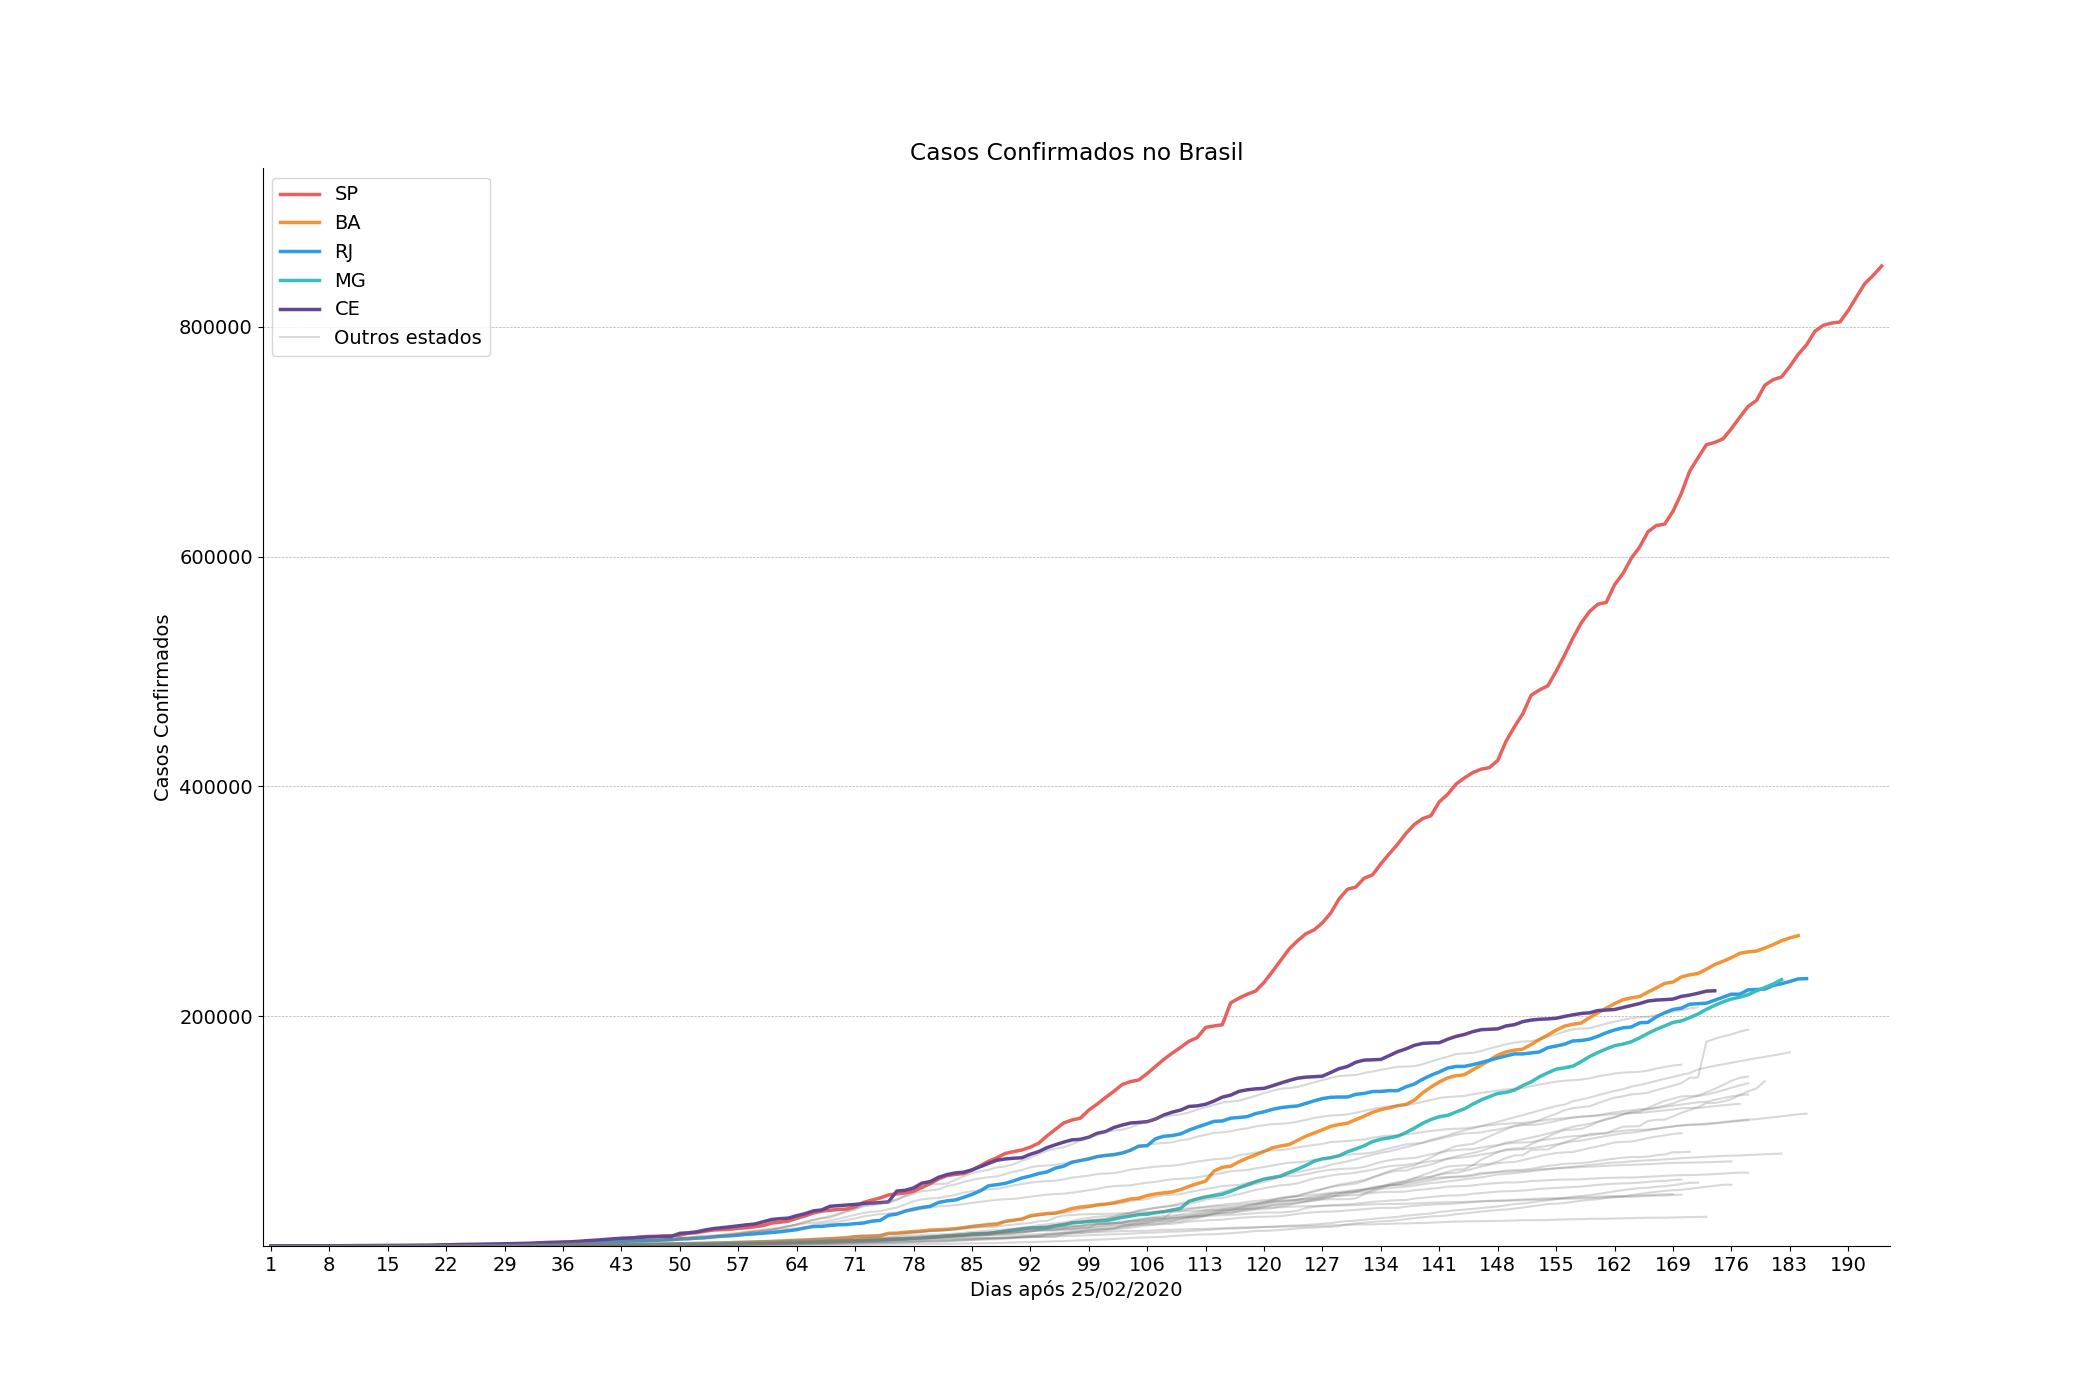 Casos Confirmados no Brasil
SP
BA
RJ
MG
CE
Outros estados
800000
600000
400000
200000
Casos Confirmados
1 8 15 22 29 36 43 50 57 64 71 78 85 92 99 106 113 120 127 134 141 148 155 162 169 176 183 190
Dias após 25/02/2020